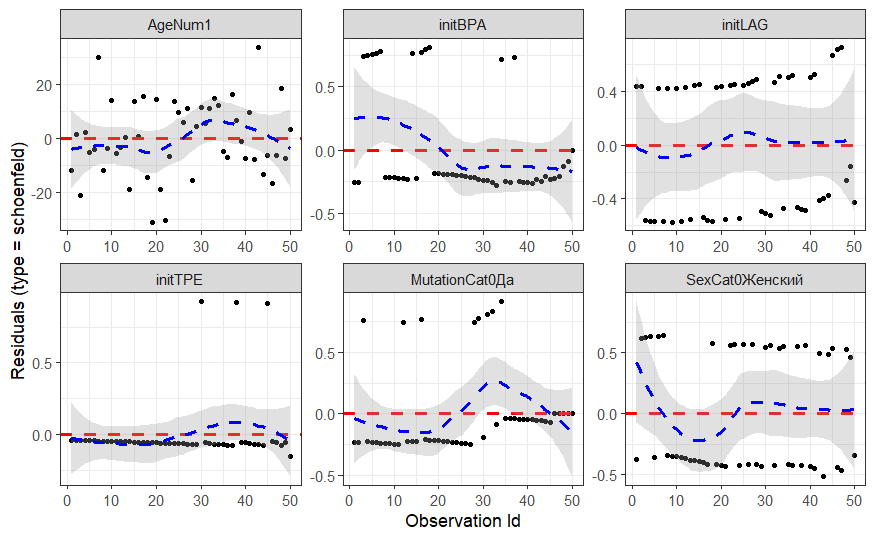 AgeNum1 initBPA initLAG
20 0.5 0.4
0 0.0 0.0
-20 -0.5 -0.4
0 10 20 30 40 50 0 10 20 30 40 50 0 10 20 30 40 50
initTPE MutationCat0Да SexCat0Женский
0.5 0.5 0.5
0.0 0.0 0.0
-0.5 -0.5
0 10 20 30 40 50 0 10 20 30 40 50 0 10 20 30 40 50
Residuals (type = schoenfeld)
Observation Id